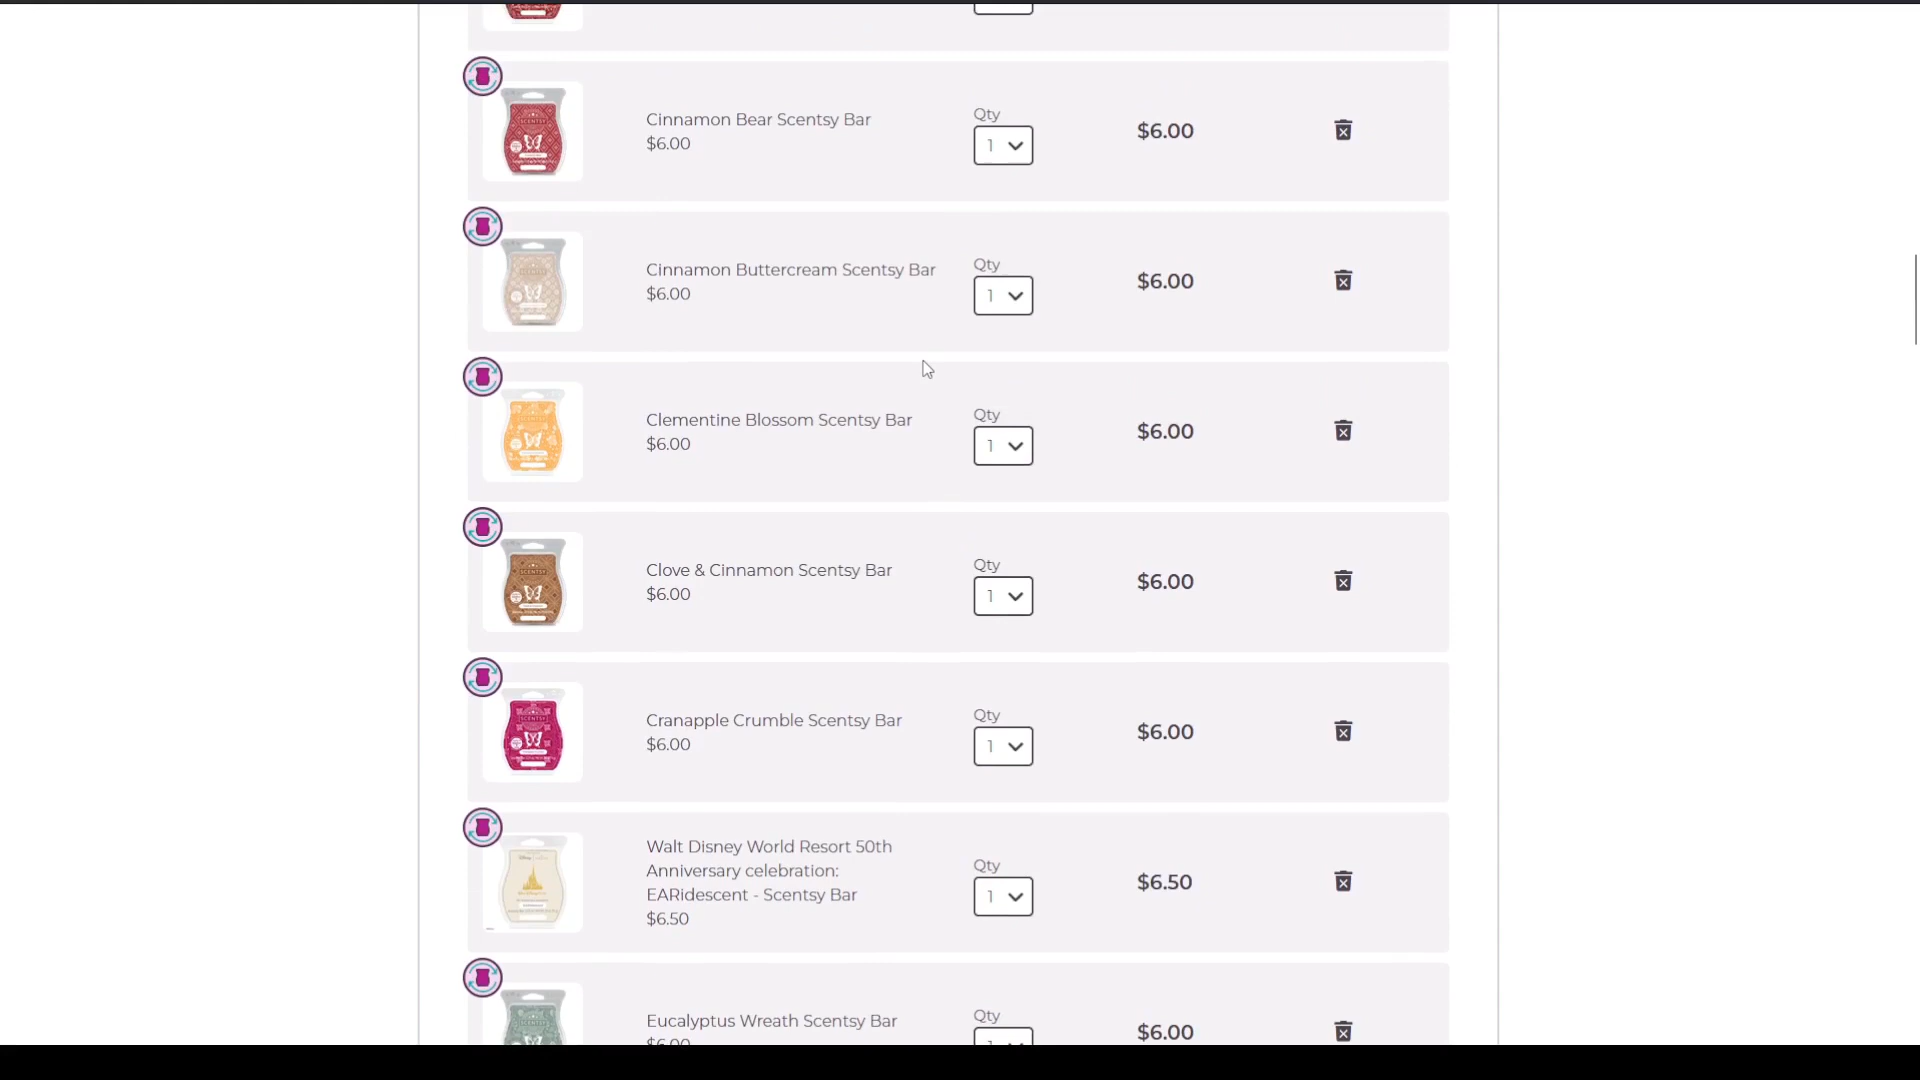 Cinnamon Bear Scentsy Bar
$6.00
Qty
1
$6.00
Cinnamon Buttercream Scentsy Bar
$6.00
Qty
1
$6.00
Clementine Blossom Scentsy Bar
$6.00
Qty
1
$6.00
Clove & Cinnamon Scentsy Bar
$6.00
Qty
1
$6.00
Cranapple Crumble Scentsy Bar
$6.00
Qty
1
$6.00
Walt Disney World Resort 50th
Anniversary celebration:
EARidescent - Scentsy Bar
$6.50
Qty
1
$6.50
Eucalyptus Wreath Scentsy Bar
$6.00
Qty
1
$6.00